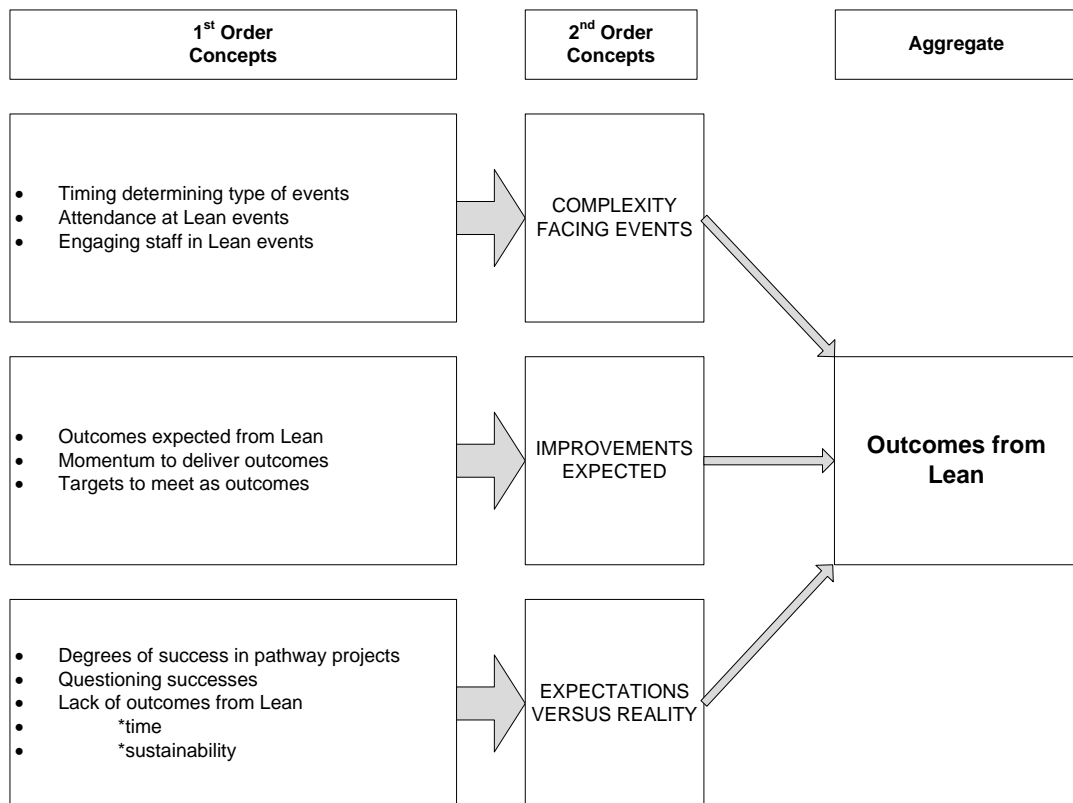 1st Order
Concepts
2nd Order
Concepts
Aggregate
• Timing determining type of events
• Attendance at Lean events
• Engaging staff in Lean events
COMPLEXITY
FACING EVENTS
• Outcomes expected from Lean
• Momentum to deliver outcomes
• Targets to meet as outcomes
IMPROVEMENTS
EXPECTED
Outcomes from
Lean
• Degrees of success in pathway projects
• Questioning successes
• Lack of outcomes from Lean
• *time
• *sustainability
EXPECTATIONS
VERSUS REALITY